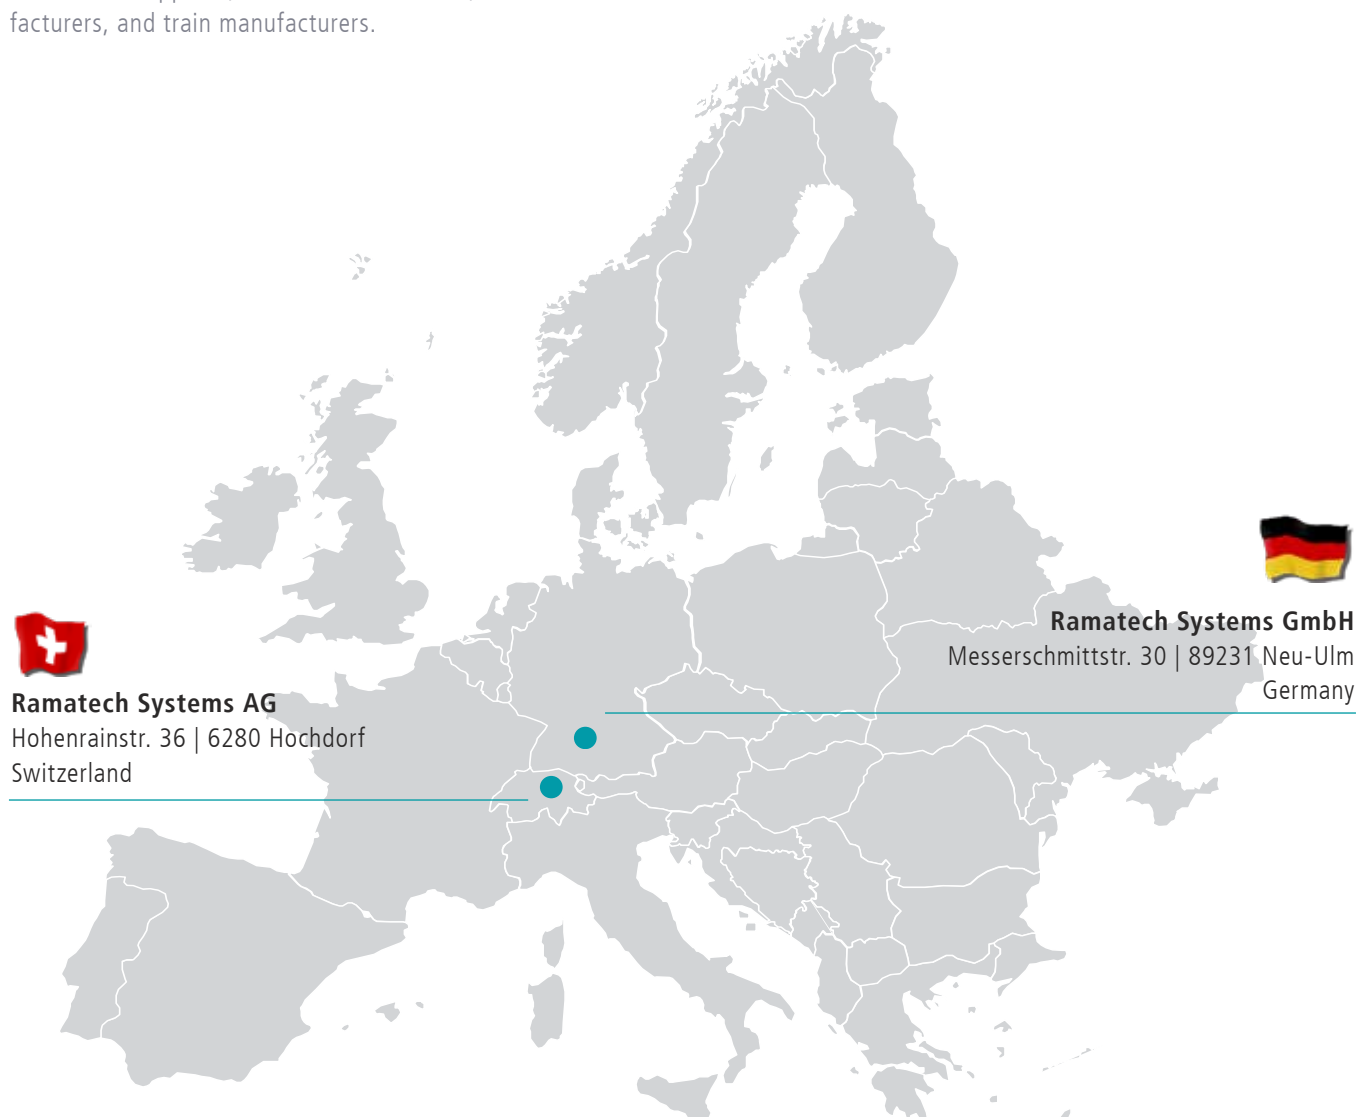 facturers, and train manufacturers.
Ramatech Systems GmbH
Messerschmittstr. 30 | 89231 Neu-Ulm
Germany
Ramatech Systems AG
Hohenrainstr. 36 | 6280 Hochdorf
Switzerland